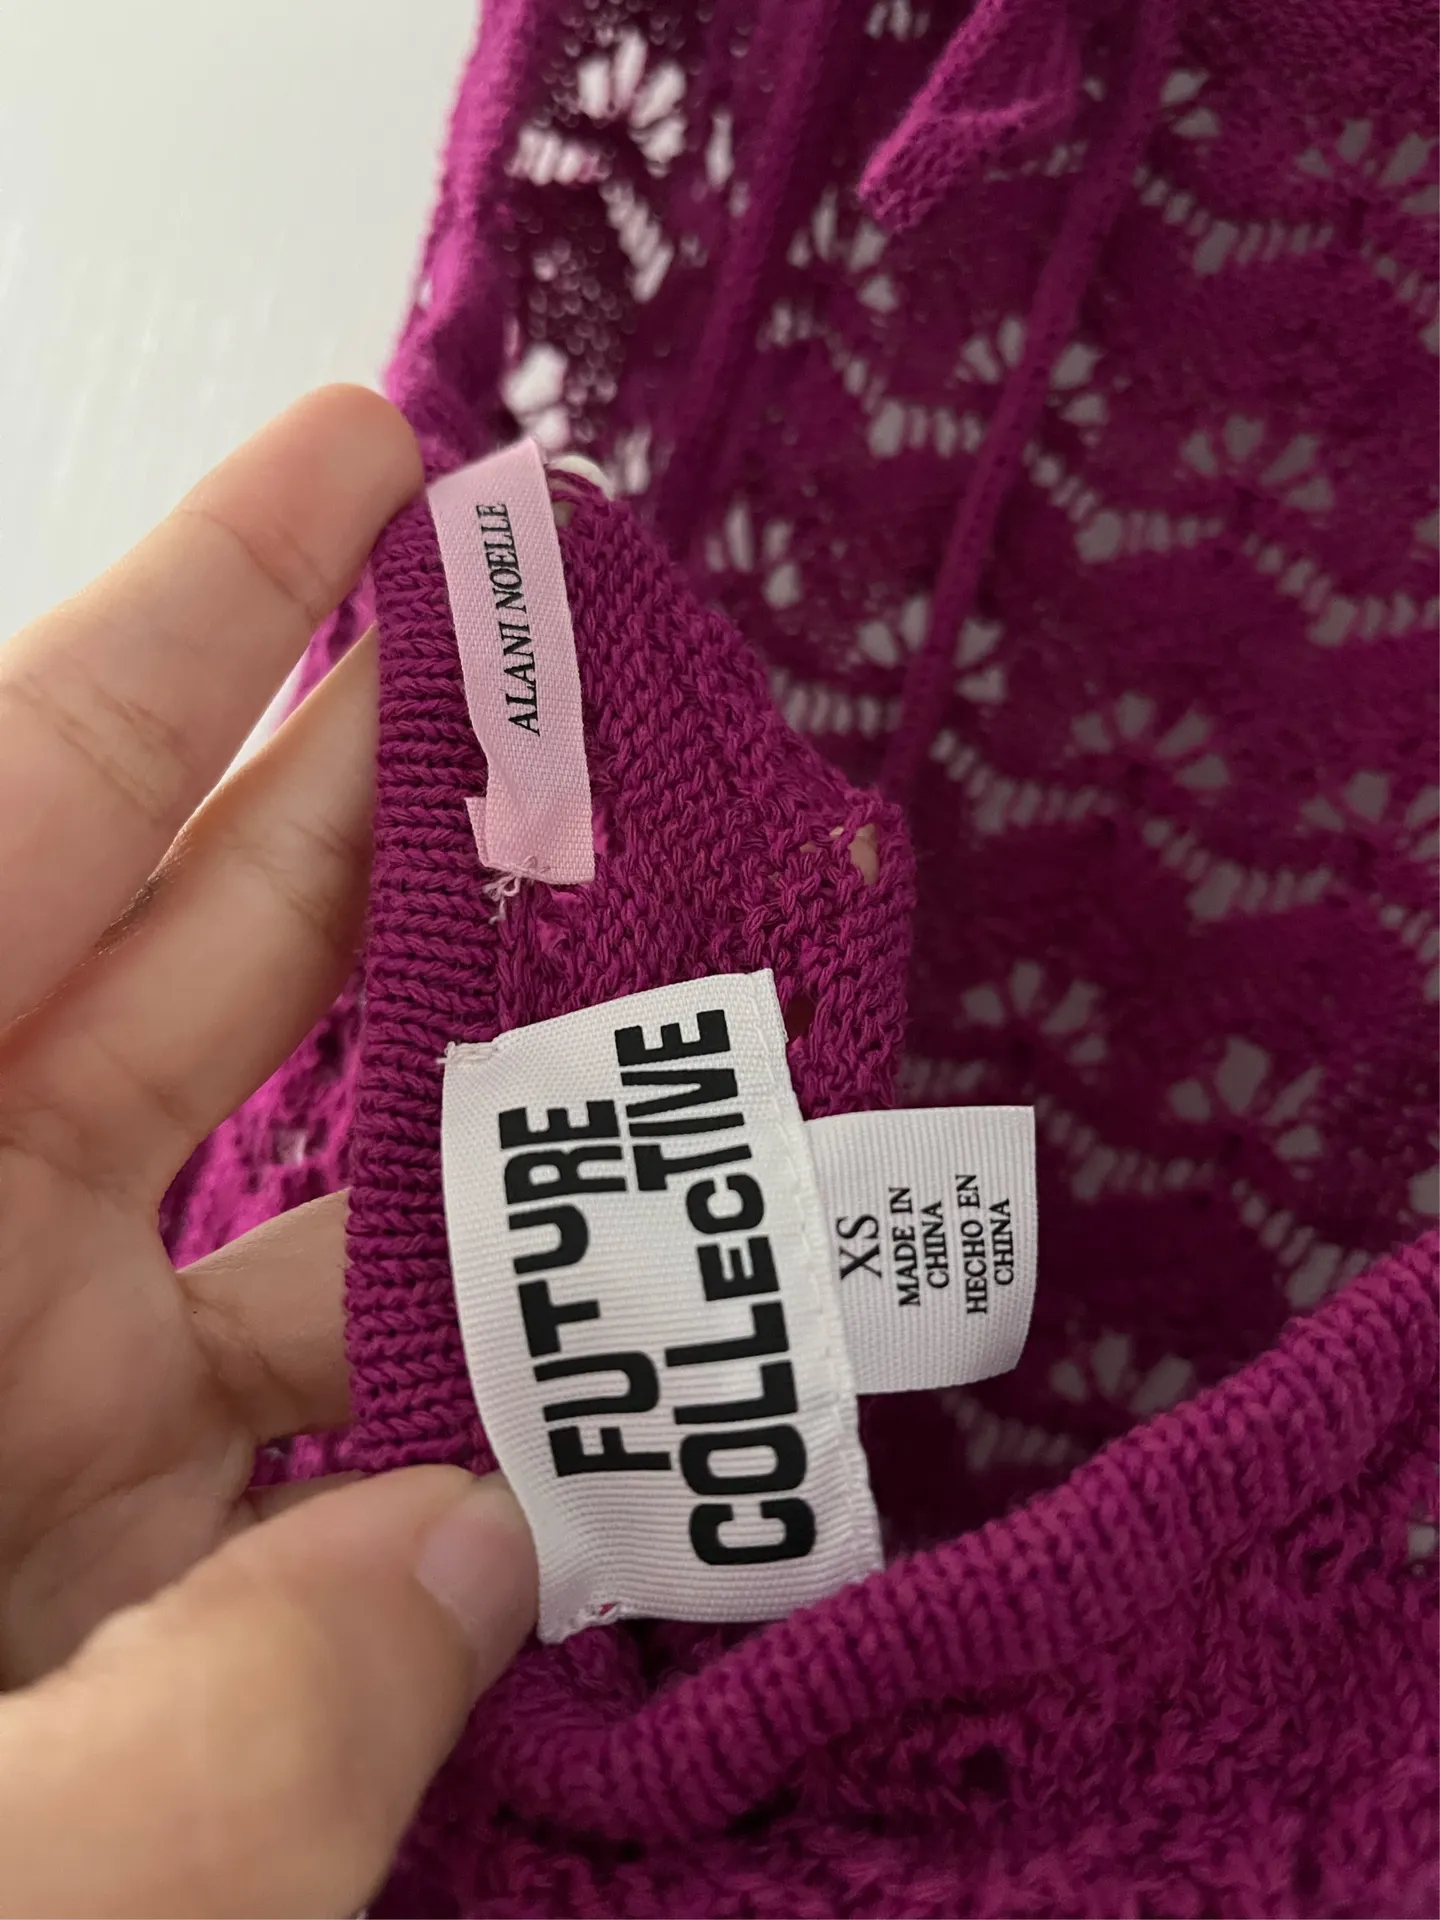 ALANI NOELLE
FUTURE
COLLECTIVE
XS
MADE IN
CHINA
HECHO EN
CHINA